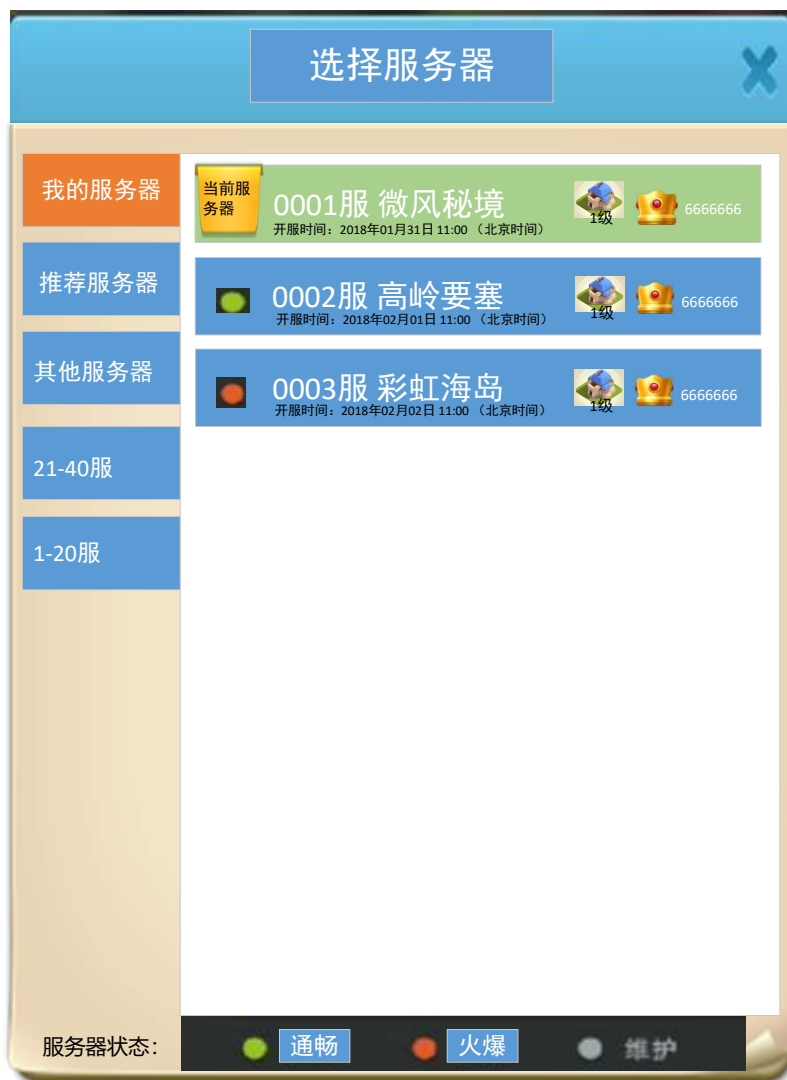 选择服务器
我的服务器
推荐服务器
其他服务器
21-40服
1-20服
当前服
务器
0001服 微风秘境
开服时间：2018年01月31日 11:00 （北京时间）
1级
6666666
0002服 高岭要塞
开服时间：2018年02月01日 11:00 （北京时间）
1级
6666666
0003服 彩虹海岛
开服时间：2018年02月02日 11:00 （北京时间）
1级
6666666
服务器状态： 通畅 火爆 维护